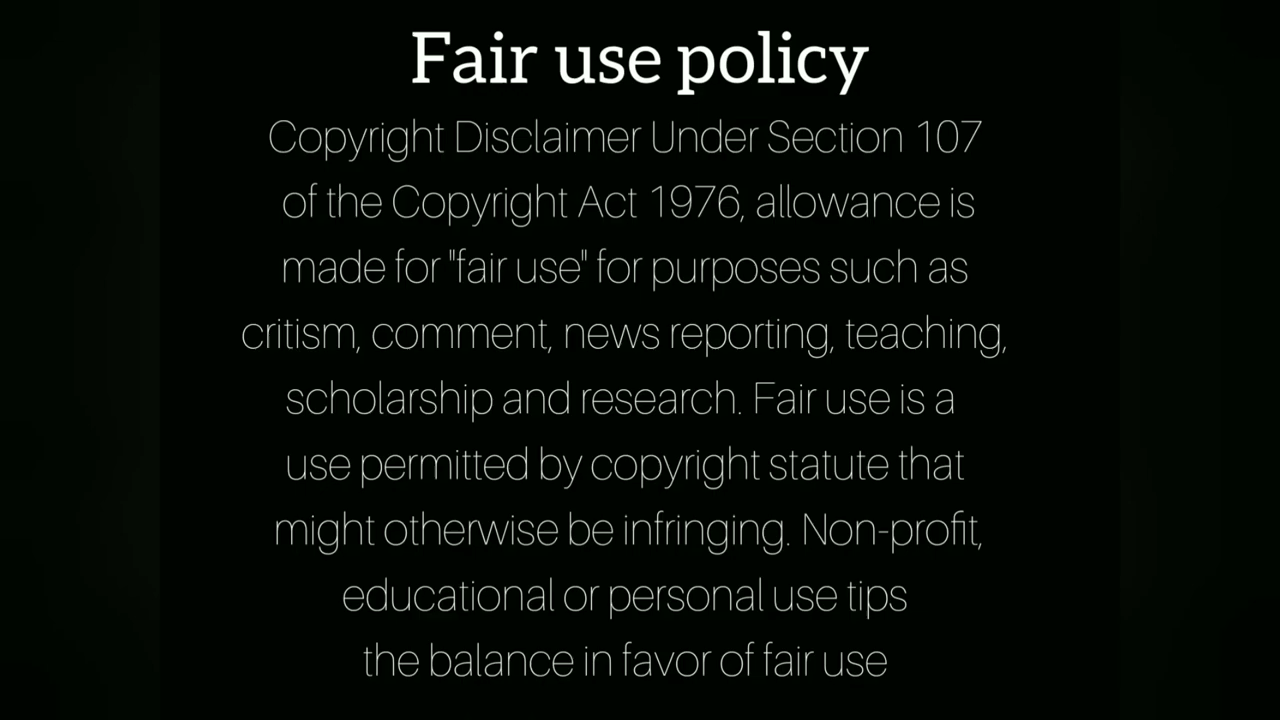 Fair use policy
Copyright Disclaimer Under Section 107
of the Copyright Act 1976, allowance is
made for "fair use" for purposes such as
critism, comment, news reporting, teaching,
scholarship and research. Fair use is a
use permitted by copyright statute that
might otherwise be infringing. Non-profit,
educational or personal use tips
the balance in favor of fair use